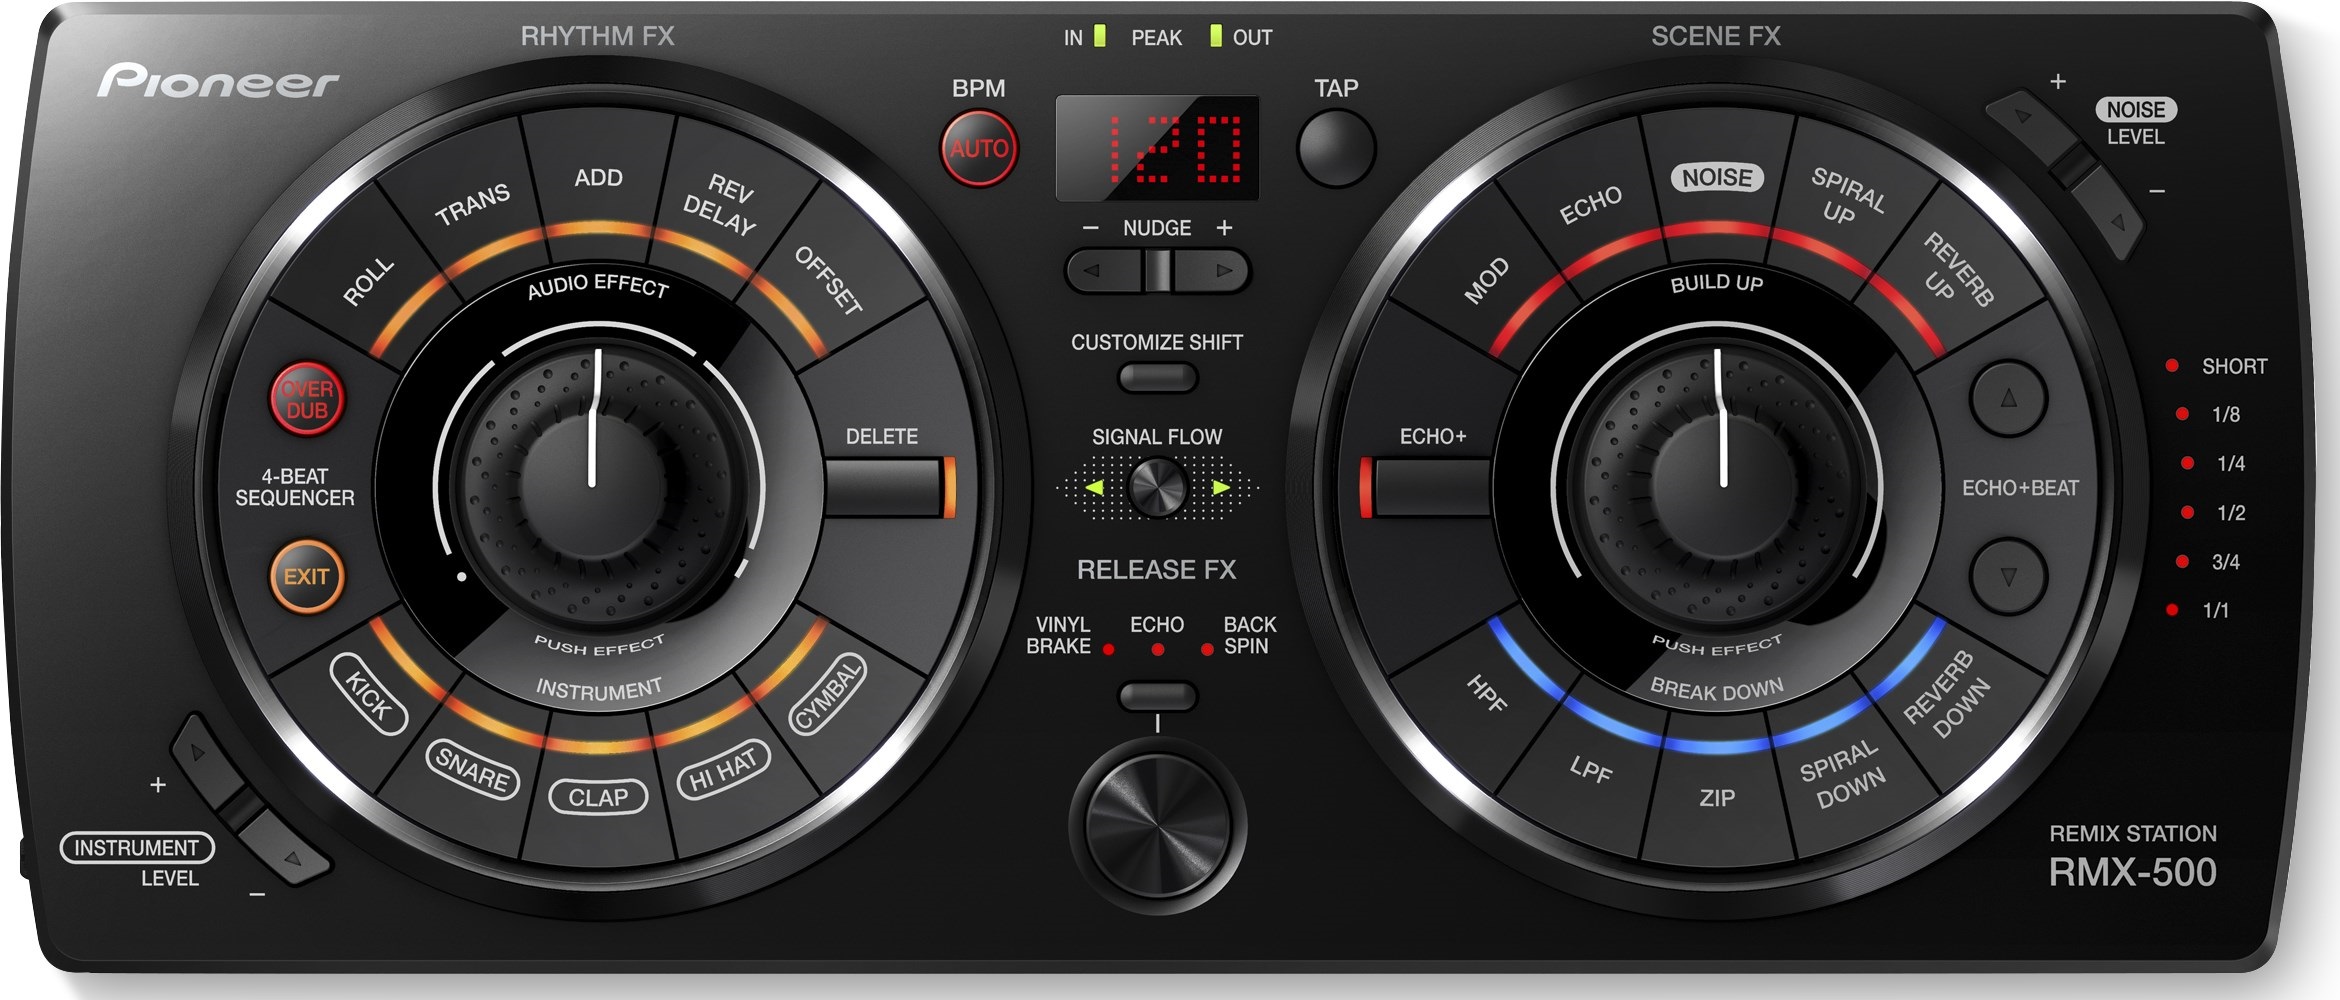 Pioneer
RHYTHM FX
ROLL
TRANS
ADD
REV
DELAY
OFFSET
AUDIO EFFECT
OVER
DUB
4-BEAT
SEQUENCER
EXIT
DELETE
PUSH EFFECT
INSTRUMENT
KICK
SNARE
CLAP
HI HAT
CYMBAL
+
INSTRUMENT
LEVEL
−
IN PEAK OUT
BPM
AUTO
120
TAP
− NUDGE +
CUSTOMIZE SHIFT
SIGNAL FLOW
RELEASE FX
VINYL
BRAKE
ECHO
BACK
SPIN
SCENE FX
MOD
ECHO
NOISE
SPIRAL
UP
REVERB
UP
BUILD UP
ECHO+
ECHO+BEAT
PUSH EFFECT
BREAK DOWN
HPF
LPF
ZIP
SPIRAL
DOWN
REVERB
DOWN
+
NOISE
LEVEL
−
SHORT
1/8
1/4
1/2
3/4
1/1
REMIX STATION
RMX-500